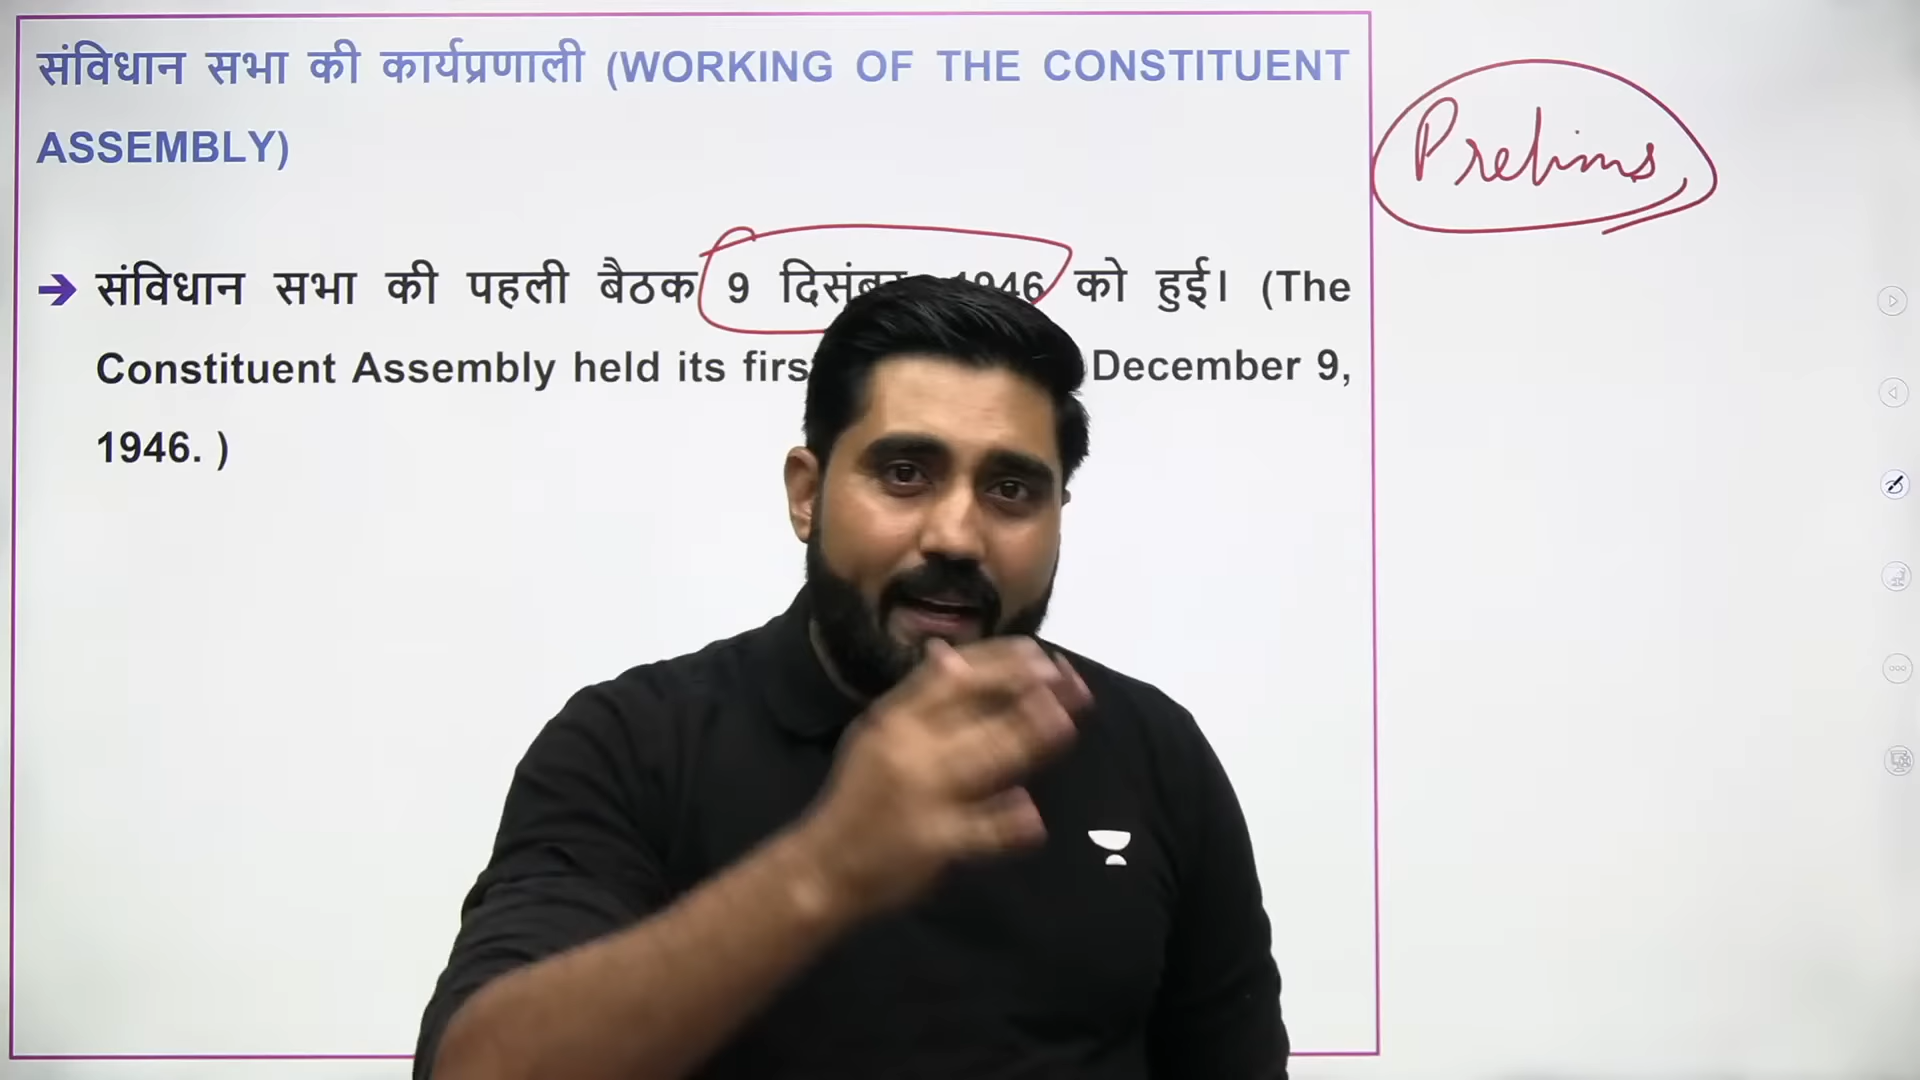 संविधान सभा की कार्यप्रणाली (WORKING OF THE CONSTITUENT
ASSEMBLY)
Prelims
➔ संविधान सभा की पहली बैठक 9 1946 को हुई। (The
Constituent Assembly held its December 9,
1946. )